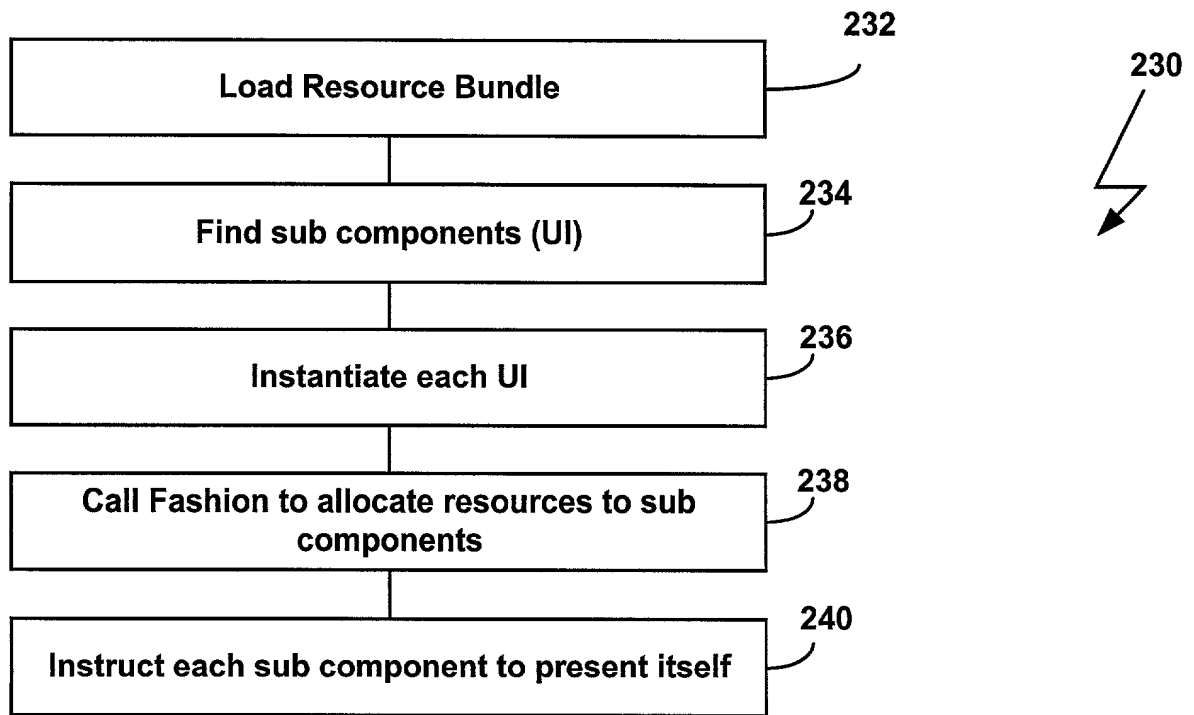 232
230
Load Resource Bundle
234
Find sub components (UI)
236
Instantiate each UI
238
Call Fashion to allocate resources to sub
components
240
Instruct each sub component to present itself